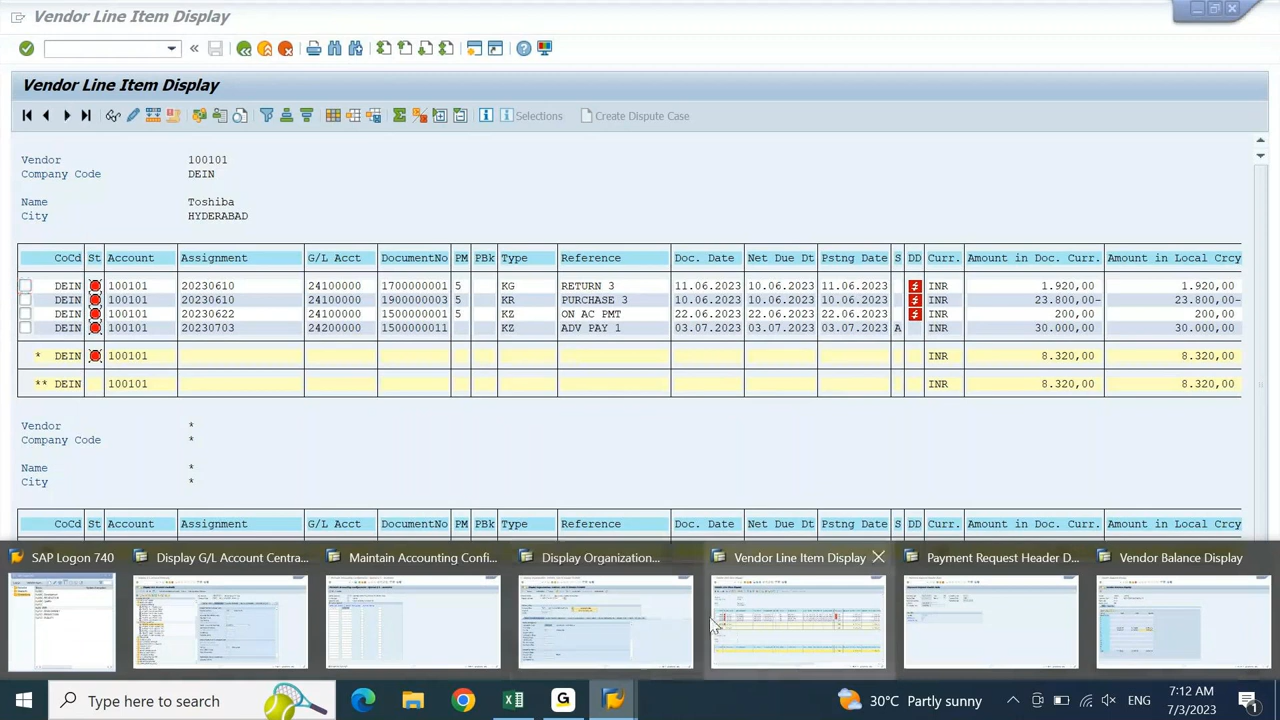 Vendor Line Item Display
Vendor Line Item Display
Selections
Create Dispute Case
Vendor 100101
Company Code DEIN
Name Toshiba
City HYDERABAD
CoCd St Account Assignment G/L Acct DocumentNo PM PBk Type Reference Doc. Date Net Due Dt Pstng Date S DD Curr. Amount in Doc. Curr. Amount in Local Crcy
DEIN 100101 20230610 24100000 1700000001 5 KG RETURN 3 11.06.2023 10.06.2023 11.06.2023 INR 1.920,00 1.920,00
DEIN 100101 20230610 24100000 1900000003 5 KR PURCHASE 3 10.06.2023 10.06.2023 10.06.2023 INR 23.800,00- 23.800,00-
DEIN 100101 20230622 24100000 1500000001 5 KZ ON AC PMT 22.06.2023 22.06.2023 22.06.2023 INR 200,00 200,00
DEIN 100101 20230703 24200000 1500000011 KZ ADV PAY 1 03.07.2023 03.07.2023 03.07.2023 A INR 30.000,00 30.000,00
* DEIN 100101 INR 8.320,00 8.320,00
** DEIN 100101 INR 8.320,00 8.320,00
Vendor *
Company Code *
Name *
City *
CoCd St Account Assignment G/L Acct DocumentNo PM PBk Type Reference Doc. Date Net Due Dt Pstng Date S DD Curr. Amount in Doc. Curr. Amount in Local Crcy
SAP Logon 740
Display G/L Account Centra...
Maintain Accounting Confi...
Display Organization...
Vendor Line Item Display
Payment Request Header D...
Vendor Balance Display
Type here to search
30°C Partly sunny
ENG
7:12 AM
7/3/2023
1